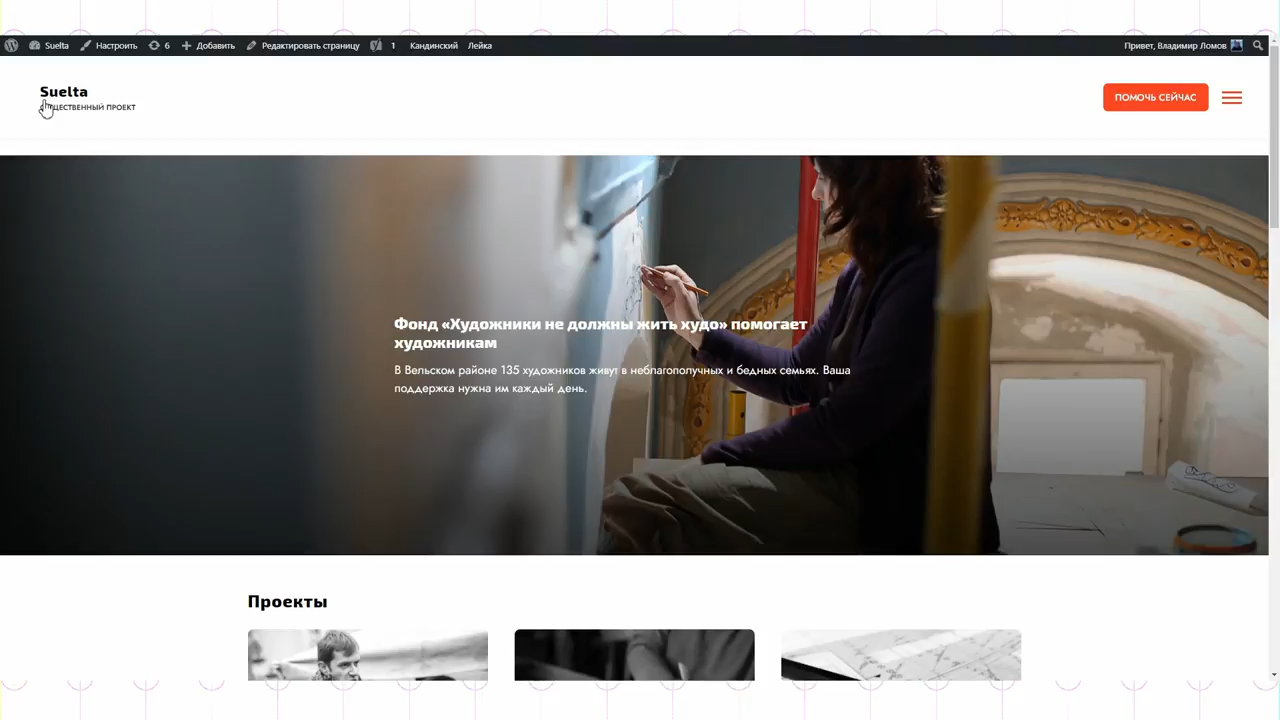 Suelta Настроить 6 Добавить Редактировать страницу 1 Кандинский Лейка Привет, Владимир Ломов
Suelta
ПРОЕКТ
ПОМОЧЬ СЕЙЧАС
Фонд «Художники не должны жить худо» помогает
художникам
В Вельском районе 135 художников живут в неблагополучных и бедных семьях. Ваша
поддержка нужна им каждый день.
Проекты